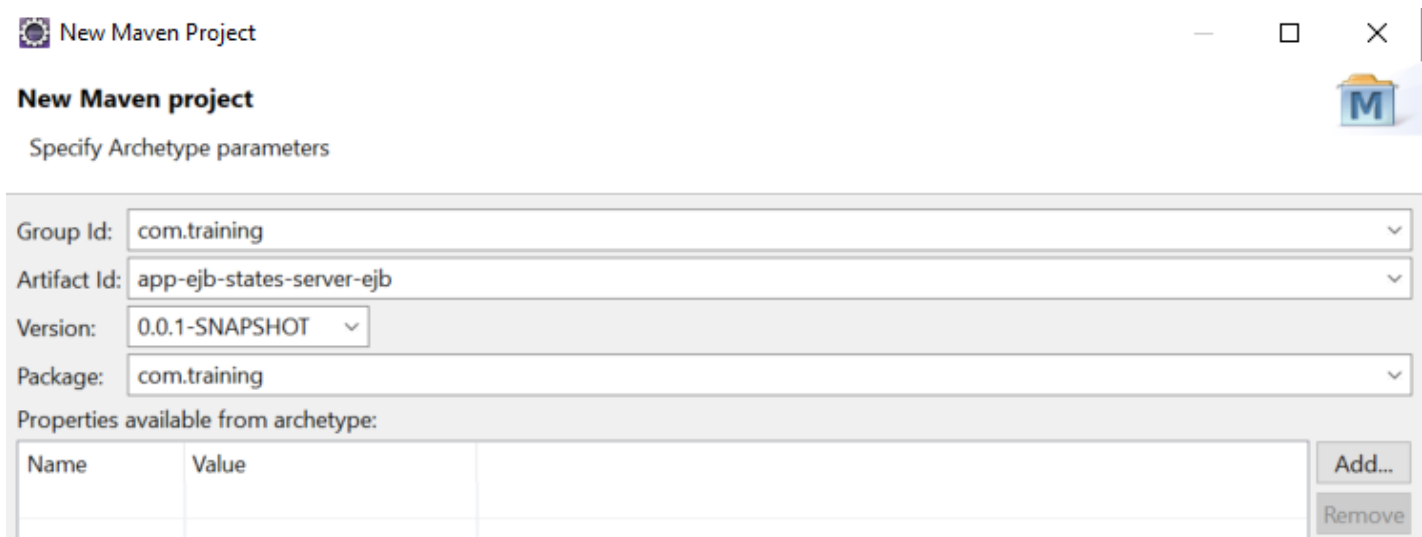 New Maven Project
New Maven project
Specify Archetype parameters
M
Group Id: com.training
Artifact Id: app-ejb-states-server-ejb
Version: 0.0.1-SNAPSHOT
Package: com.training
Properties available from archetype:
Name Value Add...
Remove